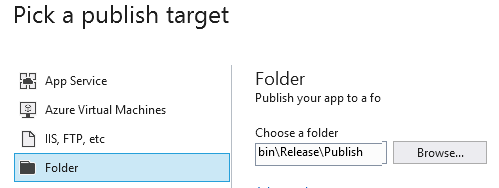 Pick a publish target
App Service
Azure Virtual Machines
IIS, FTP, etc
Folder
Folder
Publish your app to a fo
Choose a folder
bin\Release\Publish
Browse...